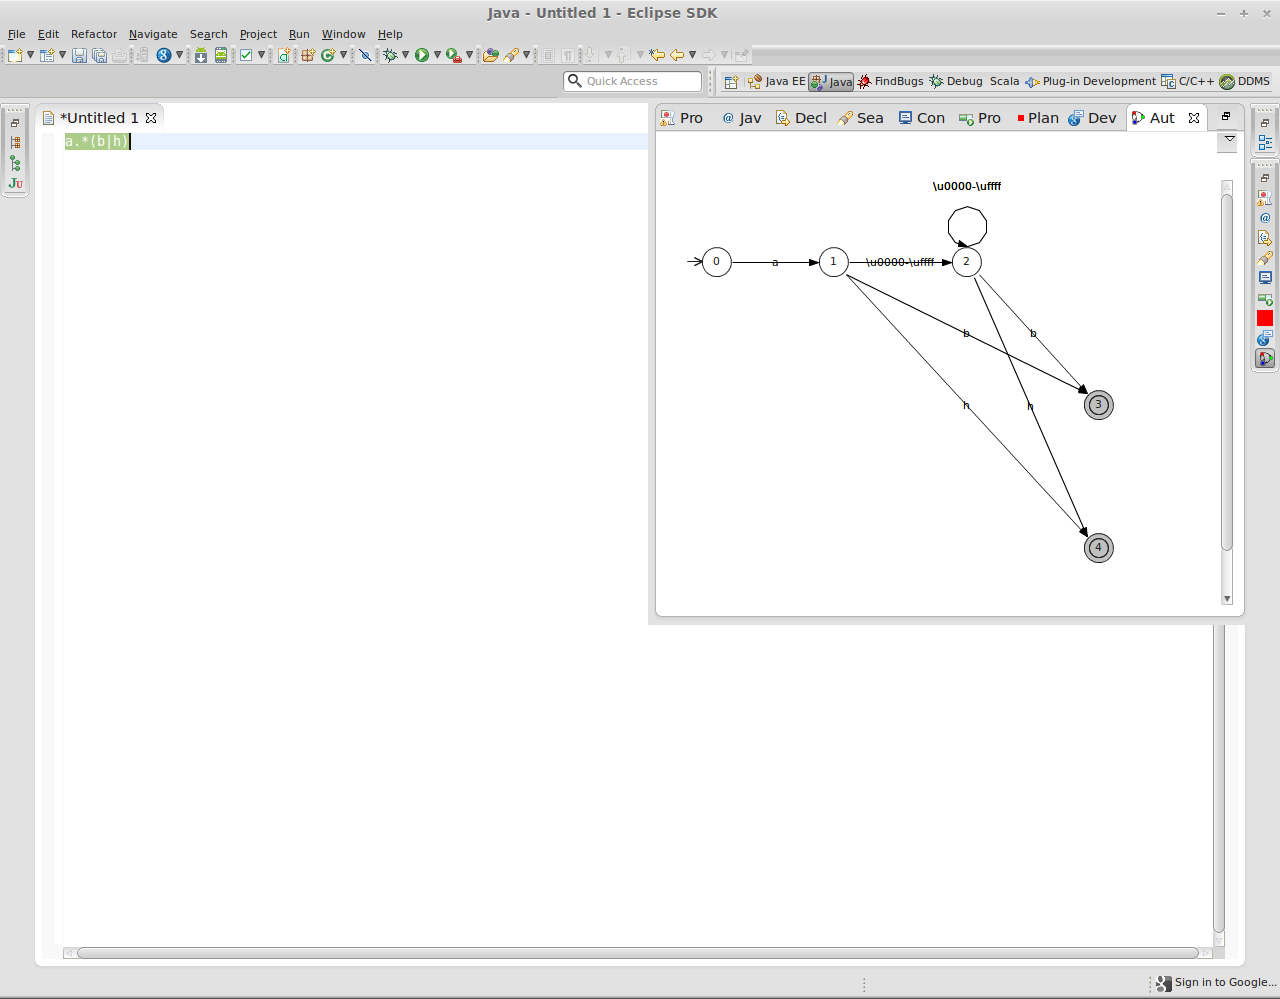 Java - Untitled 1 - Eclipse SDK
File Edit Refactor Navigate Search Project Run Window Help
Quick Access
Java EE Java FindBugs Debug Scala Plug-in Development C/C++ DDMS
*Untitled 1
Pro @ Jav Decl Sea Con Pro Plan Dev Aut
a.*(b|h)
\u0000-\uffff
0 a 1 \u0000-\uffff 2
b b
3
h h
4
JU
Sign in to Google...